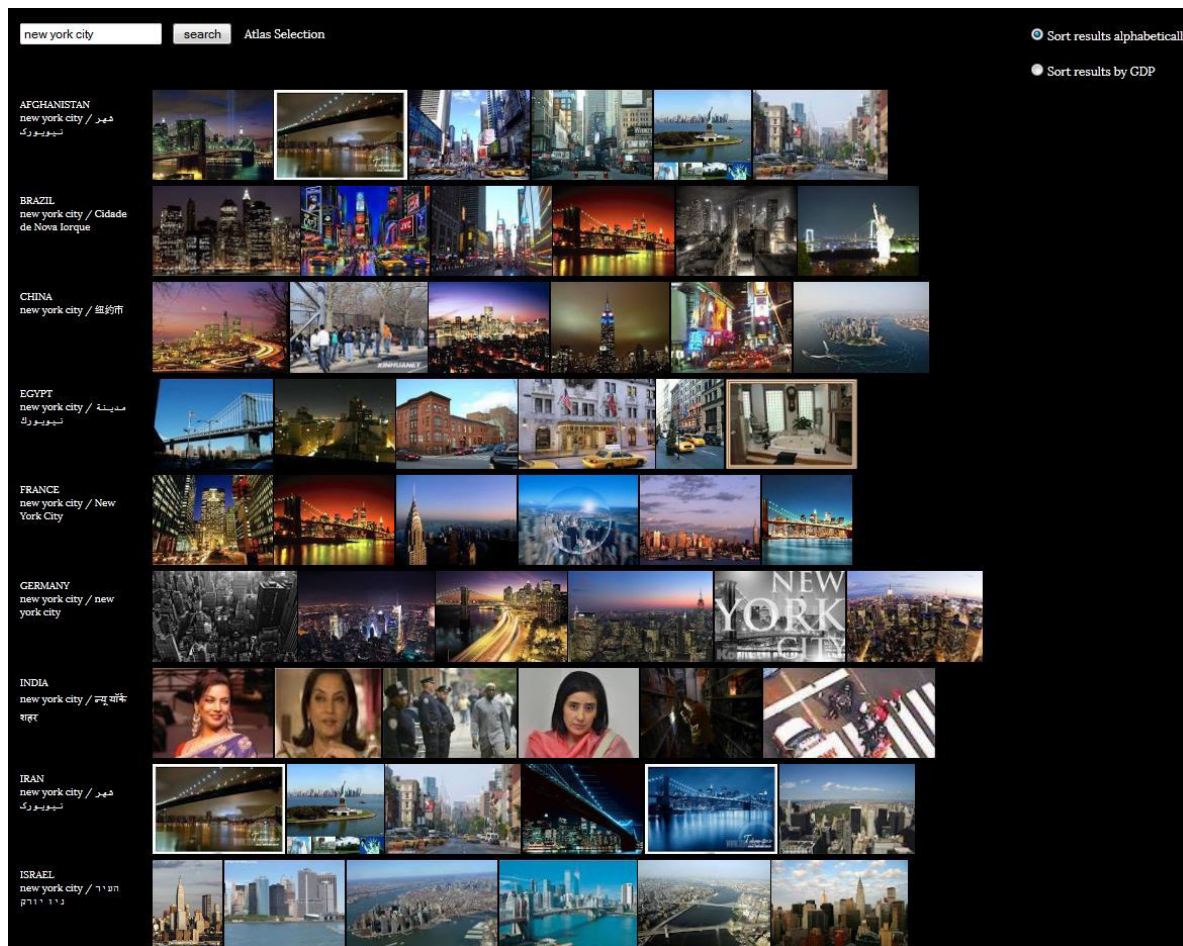 new york city
search
Atlas Selection
Sort results alphabeticall
Sort results by GDP
AFGHANISTAN
new york city / شهر
نیویورک
BRAZIL
new york city / Cidade
de Nova Iorque
CHINA
new york city / 纽约市
XINHUANET
EGYPT
new york city / مدينة
نيويورك
FRANCE
new york city / New
York City
GERMANY
new york city / new
york city
NEW
YORK
CITY
INDIA
new york city / न्यू यॉर्क
शहर
IRAN
new york city / شهر
نیویورک
ISRAEL
new york city / העיר
ניו יורק